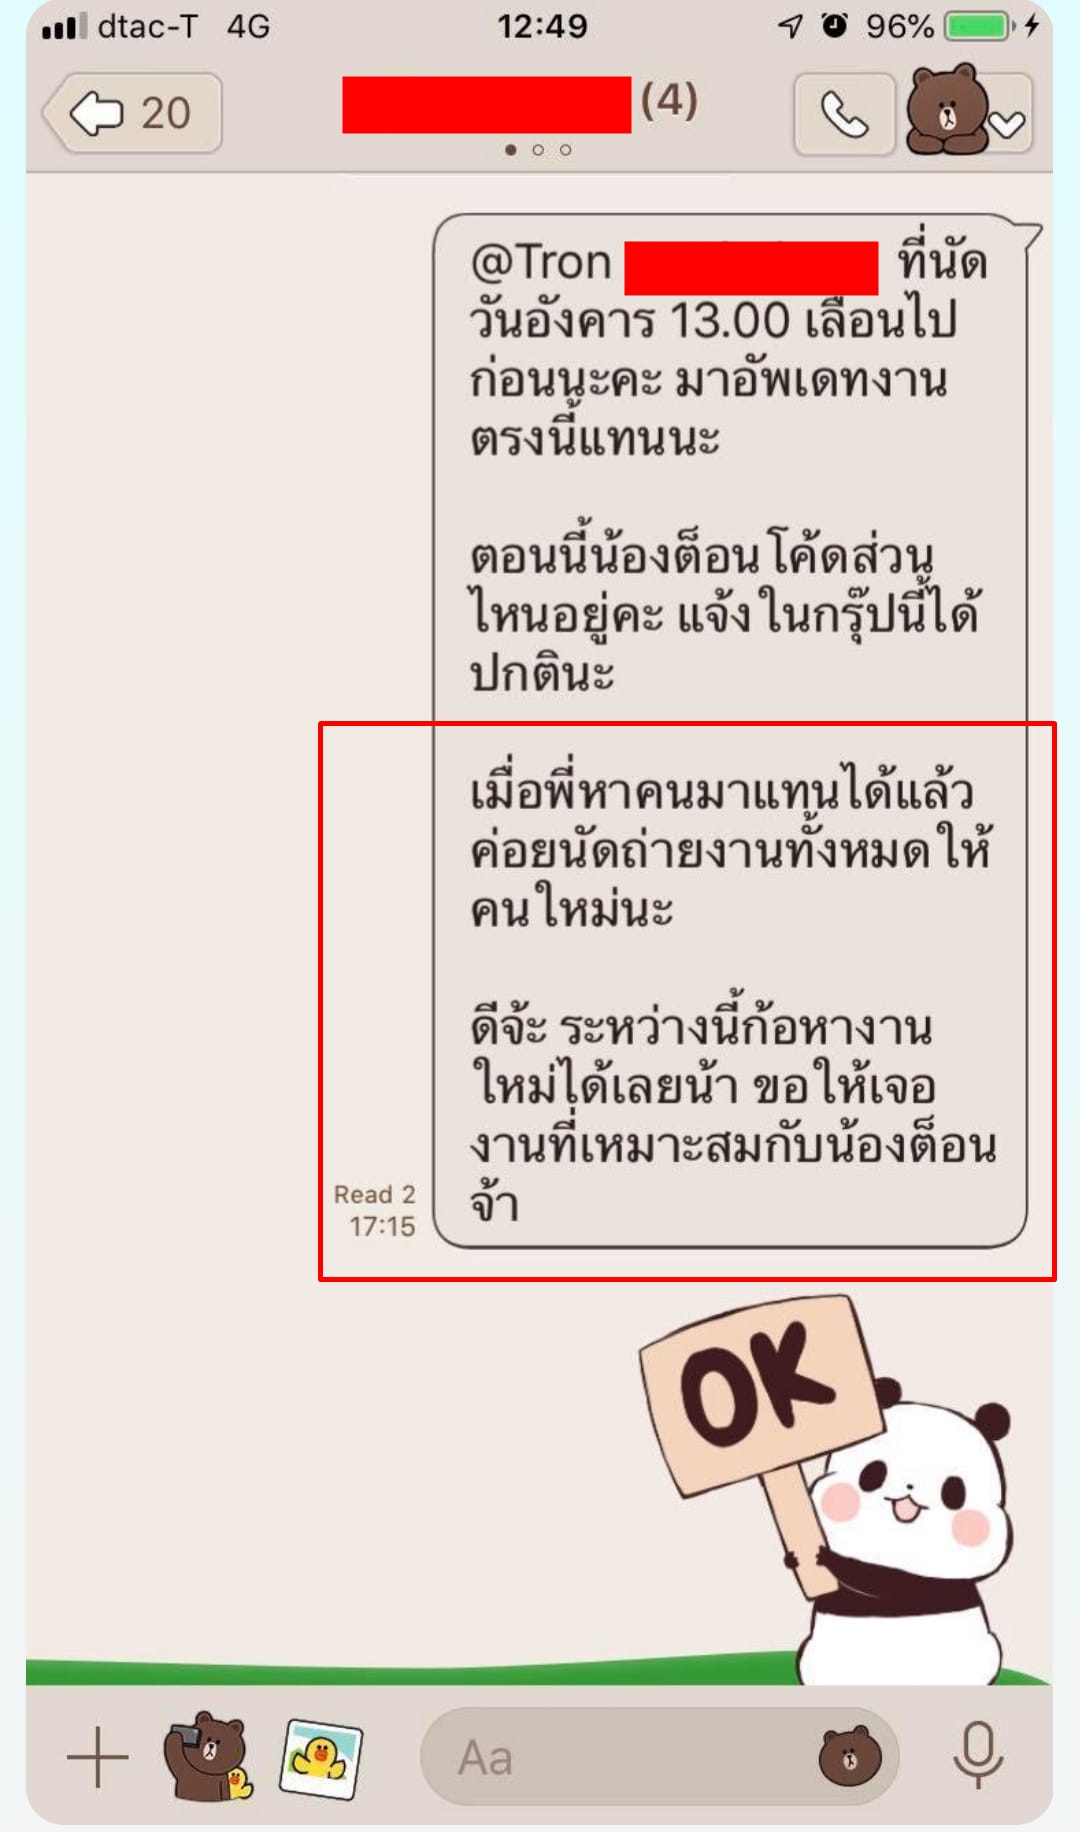 dtac-T 4G 12:49 96%
20 (4)
@Tron ที่นัด
วันอังคาร 13.00 เลื่อนไป
ก่อนนะคะ มาอัพเดทงาน
ตรงนี้แทนนะ
ตอนนี้น้องต็อนโค้ดส่วน
ไหนอยู่คะ แจ้งในกรุ๊ปนี้ได้
ปกตินะ
เมื่อพี่หาคนมาแทนได้แล้ว
ค่อยนัดถ่ายงานทั้งหมดให้
คนใหม่นะ
ดีจ้ะ ระหว่างนี้ก้อหางาน
ใหม่ได้เลยน้า ขอให้เจอ
งานที่เหมาะสมกับน้องต็อน
จ้า
Read 2
17:15
OK
Aa